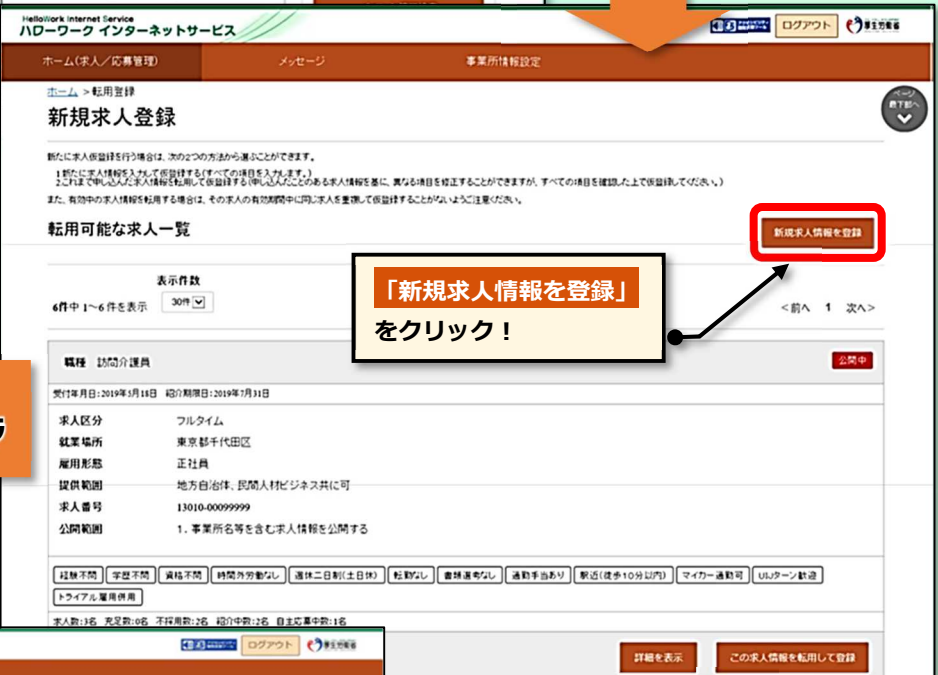 HelloWork Internet Service
ハローワーク インターネットサービス
ログアウト
厚生労働省
ホーム(求人/応募管理)
メッセージ
事業所情報設定
ホーム >転用登録
ページ
最下部へ
新規求人登録
新たに求人仮登録を行う場合は、次の2つの方法から選ぶことができます。
1.新たに求人情報を入力して仮登録する(すべての項目を入力します。)
2.これまで申し込んだ求人情報を転用して仮登録する(申し込んだことのある求人情報を基に、異なる項目を修正することができますが、すべての項目を確認した上で仮登録してください。)
また、有効中の求人情報を転用する場合は、その求人の有効期間中に同じ求人を重複して仮登録することがないようご注意ください。
転用可能な求人一覧
新規求人情報を登録
表示件数
6件中 1~6 件を表示
30件
「新規求人情報を登録」
をクリック!
<前へ 1 次へ>
職種 訪問介護員
公開中
受付年月日:2019年5月18日 紹介期限日:2019年7月31日
求人区分 フルタイム
就業場所 東京都千代田区
雇用形態 正社員
提供範囲 地方自治体、民間人材ビジネス共に可
求人番号 13010-00099999
公開範囲 1.事業所名等を含む求人情報を公開する
経験不問 学歴不問 資格不問 時間外労働なし 週休二日制(土日休) 転勤なし 書類選考なし 通勤手当あり 駅近(徒歩10分以内) マイカー通勤可 UIJターン歓迎
トライアル雇用併用
求人数:3名 充足数:0名 不採用数:2名 紹介中数:2名 自主応募中数:1名
詳細を表示
この求人情報を転用して登録
ログアウト
厚生労働省